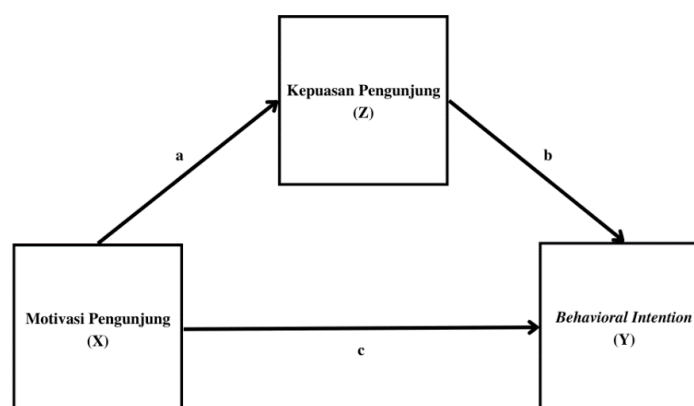 Kepuasan Pengunjung
(Z)
a
b
Motivasi Pengunjung
(X)
Behavioral Intention
(Y)
c